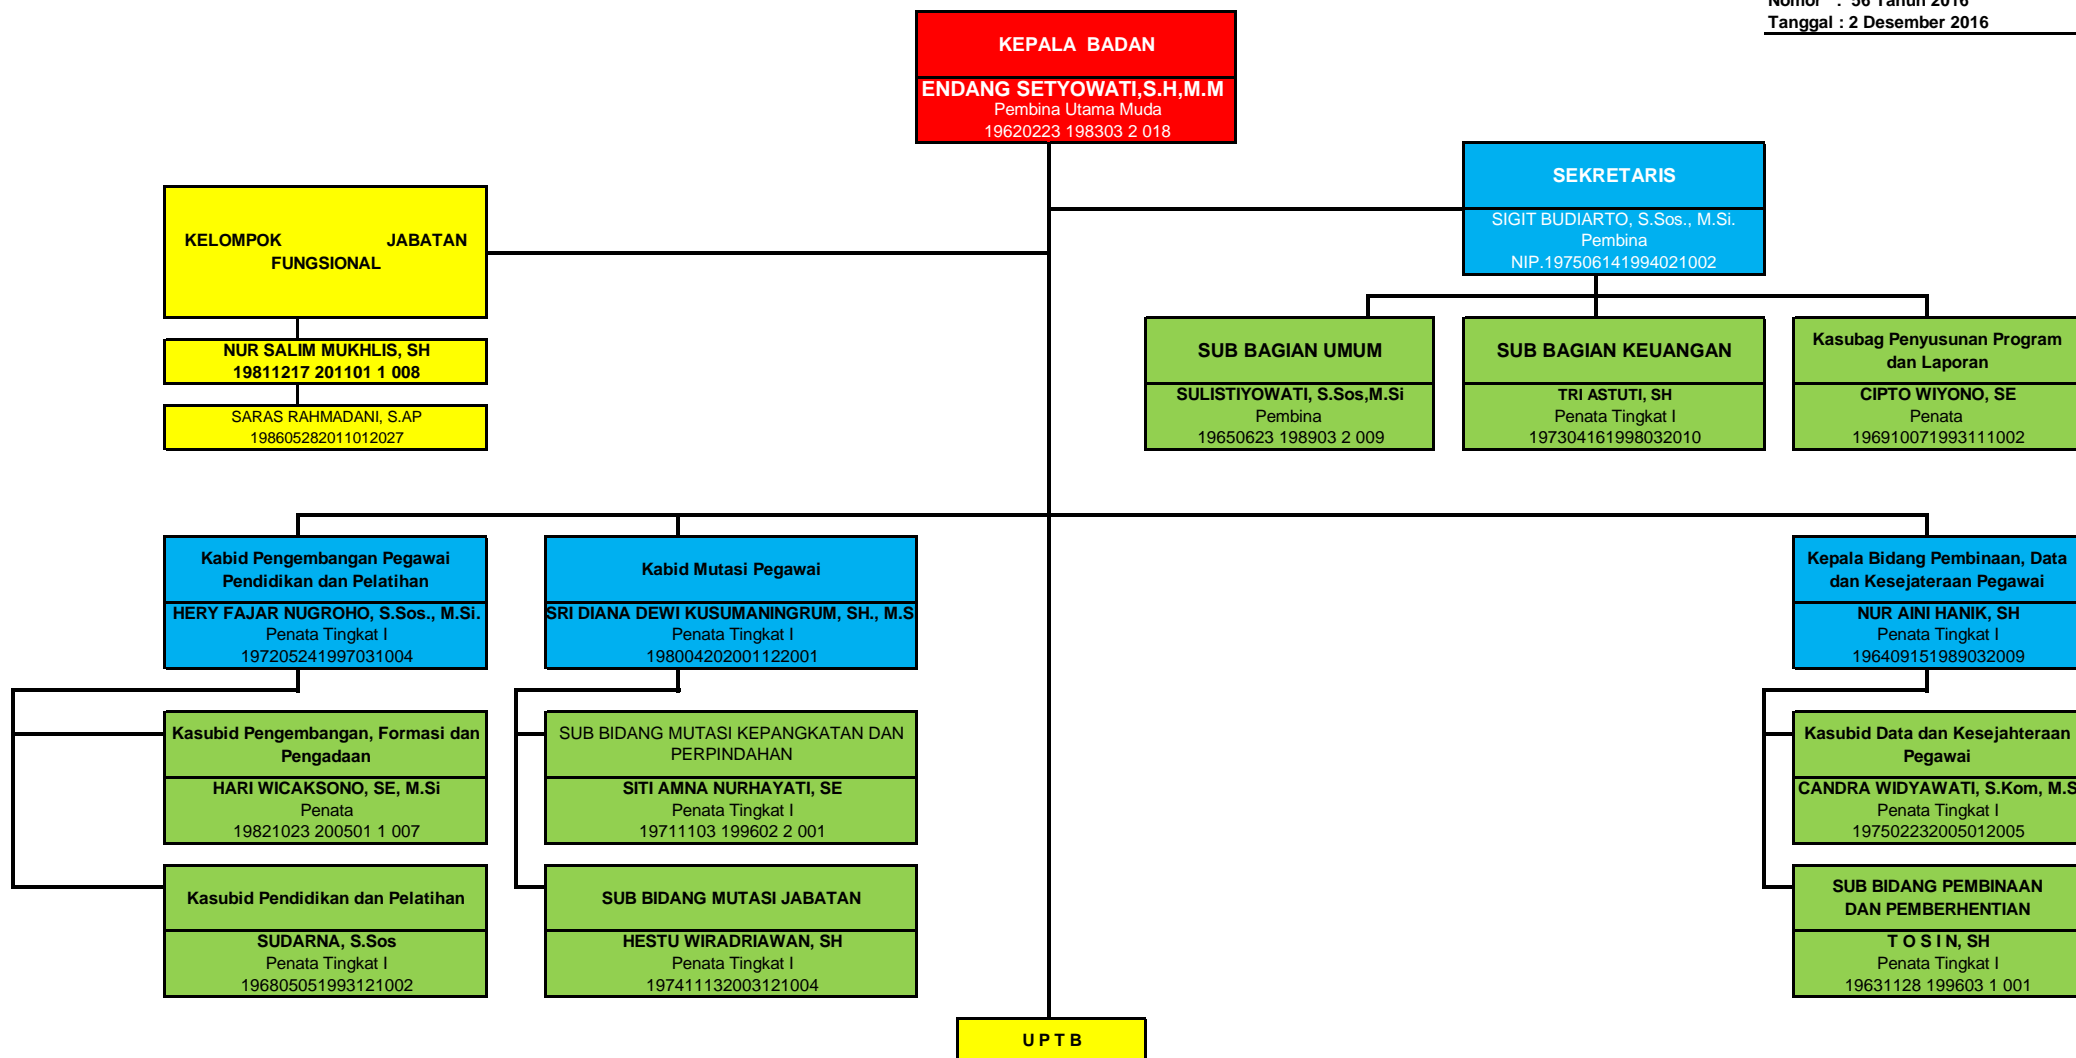 Nomor : 56 Tahun 2016
Tanggal : 2 Desember 2016
KEPALA BADAN
ENDANG SETYOWATI,S.H,M.M
Pembina Utama Muda
19620223 198303 2 018
SEKRETARIS
SIGIT BUDIARTO, S.Sos., M.Si.
Pembina
NIP.197506141994021002
KELOMPOK JABATAN
FUNGSIONAL
NUR SALIM MUKHLIS, SH
19811217 201101 1 008
SARAS RAHMADANI, S.AP
198605282011012027
SUB BAGIAN UMUM
SULISTIYOWATI, S.Sos,M.Si
Pembina
19650623 198903 2 009
SUB BAGIAN KEUANGAN
TRI ASTUTI, SH
Penata Tingkat I
197304161998032010
Kasubag Penyusunan Program
dan Laporan
CIPTO WIYONO, SE
Penata
196910071993111002
Kabid Pengembangan Pegawai
Pendidikan dan Pelatihan
HERY FAJAR NUGROHO, S.Sos., M.Si.
Penata Tingkat I
197205241997031004
Kabid Mutasi Pegawai
SRI DIANA DEWI KUSUMANINGRUM, SH., M.S
Penata Tingkat I
198004202001122001
Kepala Bidang Pembinaan, Data
dan Kesejateraan Pegawai
NUR AINI HANIK, SH
Penata Tingkat I
196409151989032009
Kasubid Pengembangan, Formasi dan
Pengadaan
HARI WICAKSONO, SE, M.Si
Penata
19821023 200501 1 007
SUB BIDANG MUTASI KEPANGKATAN DAN
PERPINDAHAN
SITI AMNA NURHAYATI, SE
Penata Tingkat I
19711103 199602 2 001
Kasubid Data dan Kesejahteraan
Pegawai
CANDRA WIDYAWATI, S.Kom, M.S
Penata Tingkat I
197502232005012005
Kasubid Pendidikan dan Pelatihan
SUDARNA, S.Sos
Penata Tingkat I
196805051993121002
SUB BIDANG MUTASI JABATAN
HESTU WIRADRIAWAN, SH
Penata Tingkat I
197411132003121004
SUB BIDANG PEMBINAAN
DAN PEMBERHENTIAN
T O S I N, SH
Penata Tingkat I
19631128 199603 1 001
U P T B